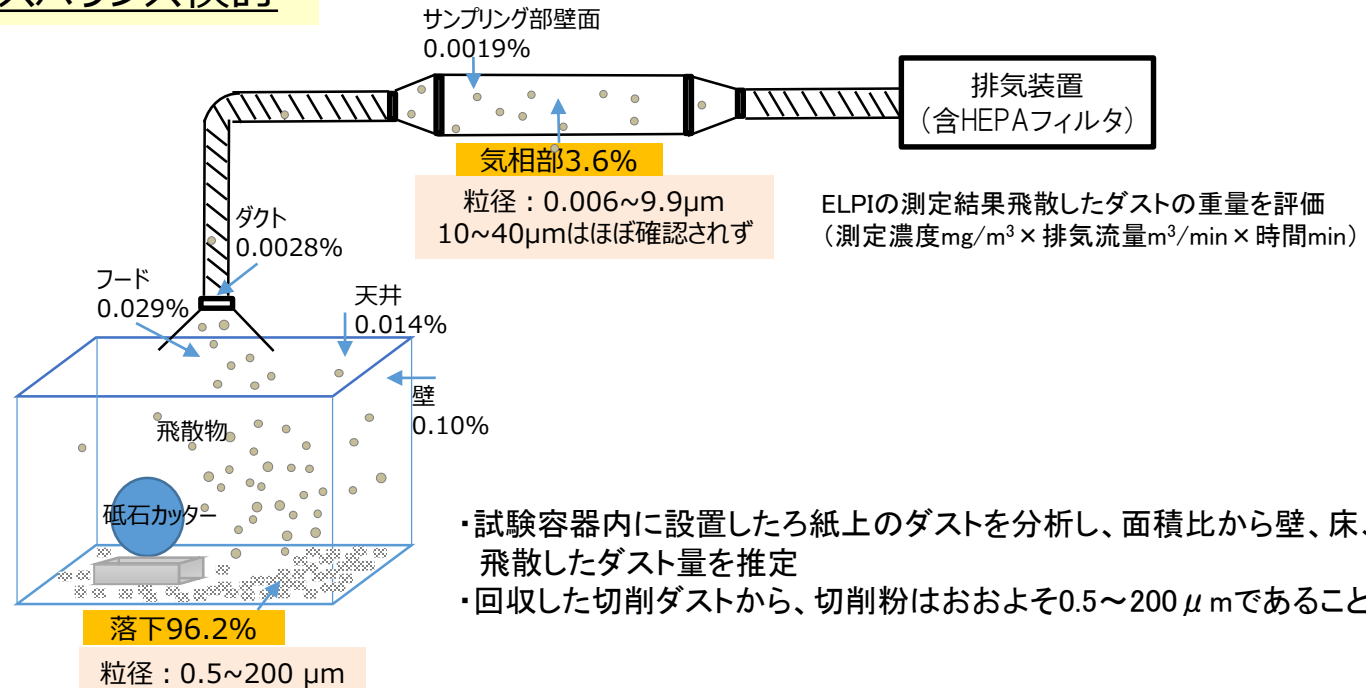 サンプリング部壁面
0.0019%
排気装置
（含HEPAフィルタ）
気相部3.6%
粒径：0.006~9.9μm
10~40μmはほぼ確認されず
ELPIの測定結果飛散したダストの重量を評価
（測定濃度mg/m³×排気流量m³/min×時間min）
ダクト
0.0028%
フード
0.029%
天井
0.014%
壁
0.10%
飛散物
砥石カッター
・試験容器内に設置したろ紙上のダストを分析し、面積比から壁、床、
飛散したダスト量を推定
・回収した切削ダストから、切削粉はおおよそ0.5～200μmであること
落下96.2%
粒径：0.5~200 μm